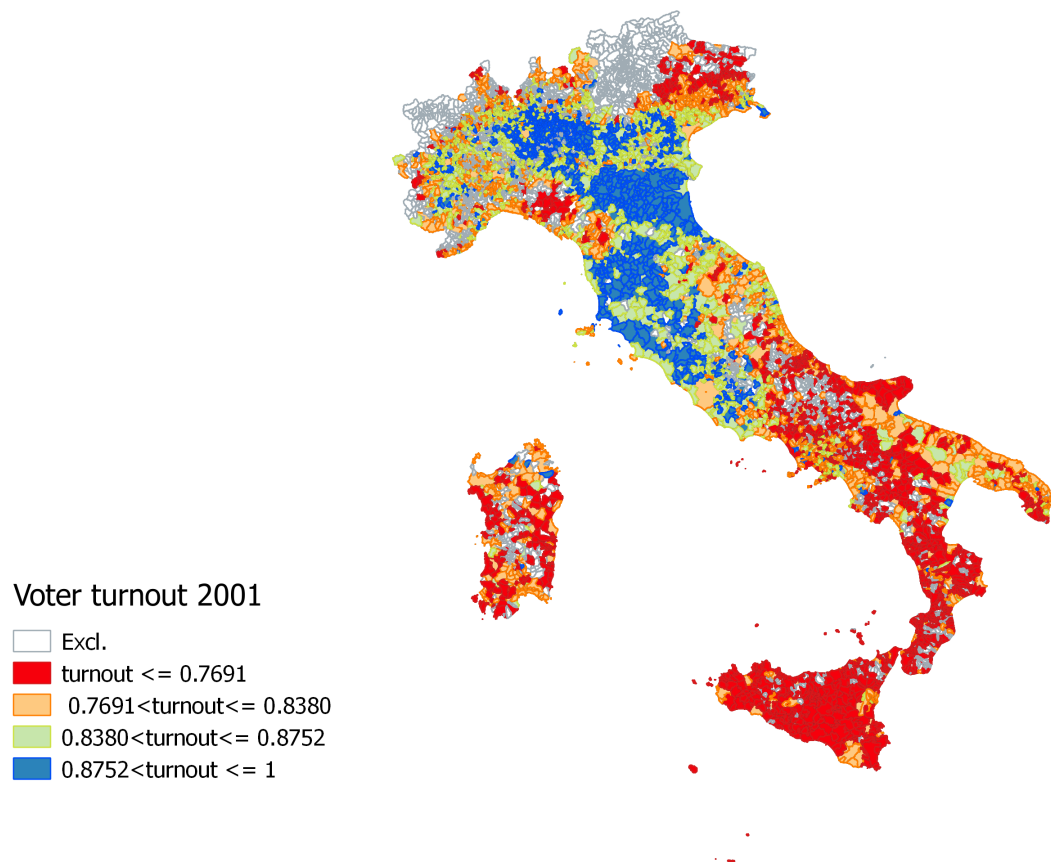 Voter turnout 2001
Excl.
turnout <= 0.7691
0.7691<turnout<= 0.8380
0.8380<turnout<= 0.8752
0.8752<turnout <= 1